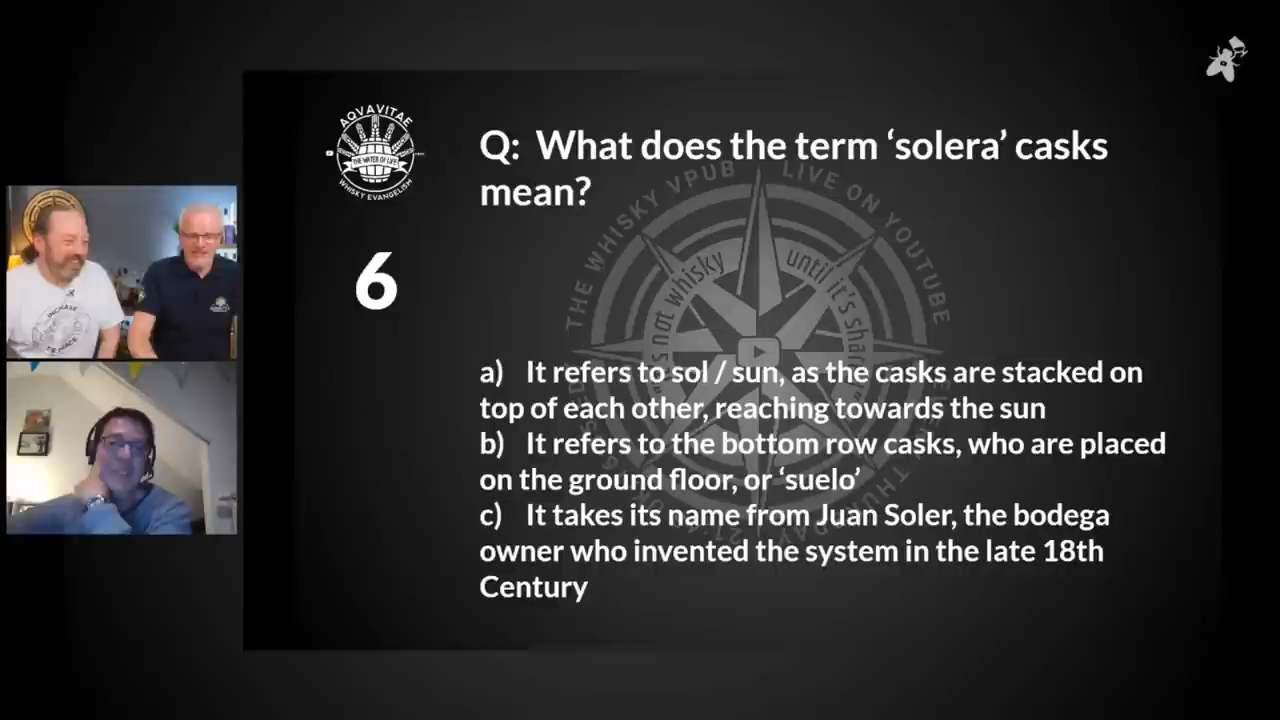 AQVAVITAE
THE WATER OF LIFE
WHISKY EVANGELISM
6
Q: What does the term ‘solera’ casks
mean?
THE WHISKY VPUB
LIVE ON YOUTUBE
not whisky
until it's
a) It refers to sol / sun, as the casks are stacked on
top of each other, reaching towards the sun
b) It refers to the bottom row casks, who are placed
on the ground floor, or ‘suelo’
c) It takes its name from Juan Soler, the bodega
owner who invented the system in the late 18th
Century